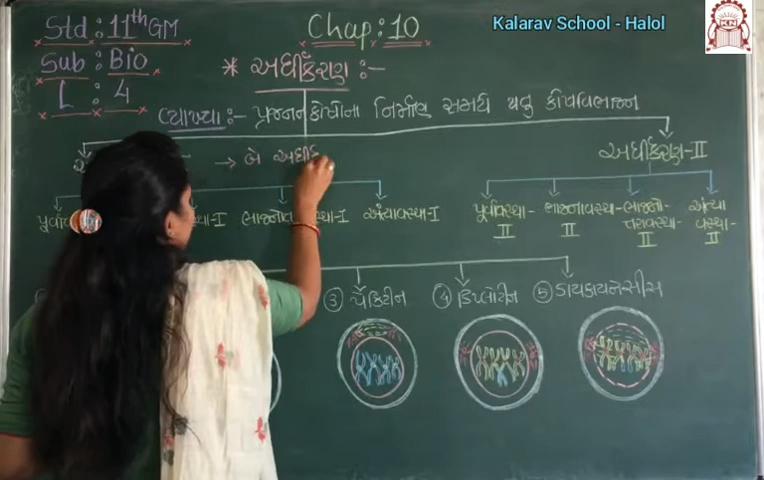 Kalarav School - Halol
Std : 11th GM
Chap : 10
Sub : Bio
* અર્ધીકરણ :-
L : 4
વ્યાખ્યા :- પ્રજનન કોષોના નિર્માણ સમયે થતુ કોષવિભાજન
→ બે અર્ધી
અર્ધીકરણ-II
ભાજનોત્ત સ્થા-I અંત્યાવસ્થા-I
પૂર્વાવસ્થા-II ભાજનાવસ્થા-II ભાજનોત્તરાવસ્થા-II અંત્યાવસ્થા-II
③ પેકિટીન ④ ડિપ્લોટીન ⑤ ડાયકાયનેસીસ